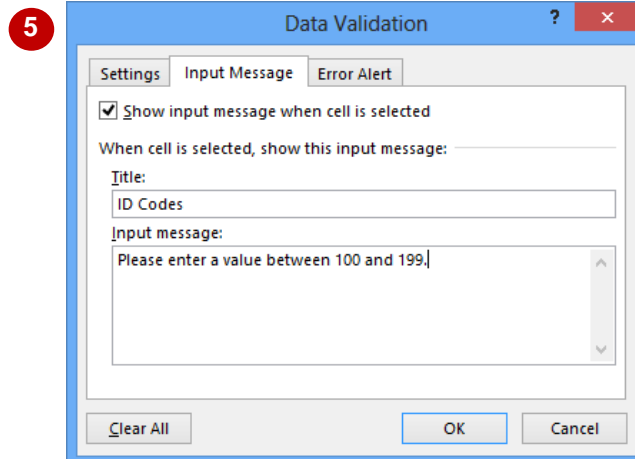 5
Data Validation ? ×
Settings Input Message Error Alert
Show input message when cell is selected
When cell is selected, show this input message:
Title:
ID Codes
Input message:
Please enter a value between 100 and 199.
Clear All OK Cancel